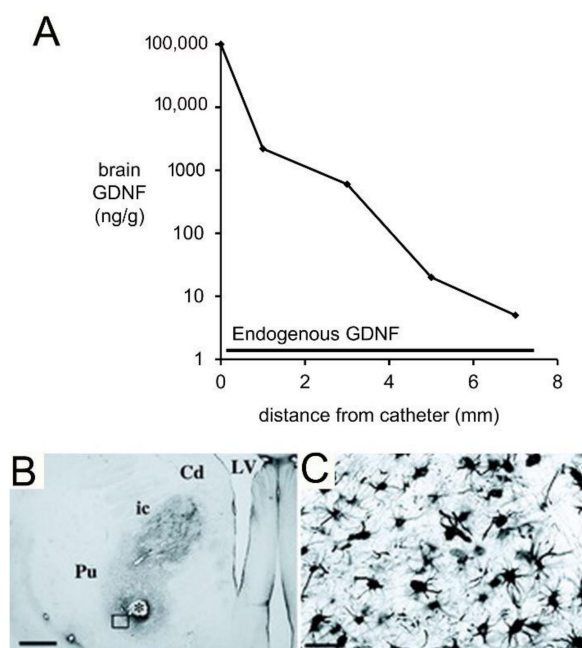 A
100,000
10,000
1000
100
10
1
brain
GDNF
(ng/g)
Endogenous GDNF
0 2 4 6 8
distance from catheter (mm)
B
Cd
LV
ic
Pu
*
C